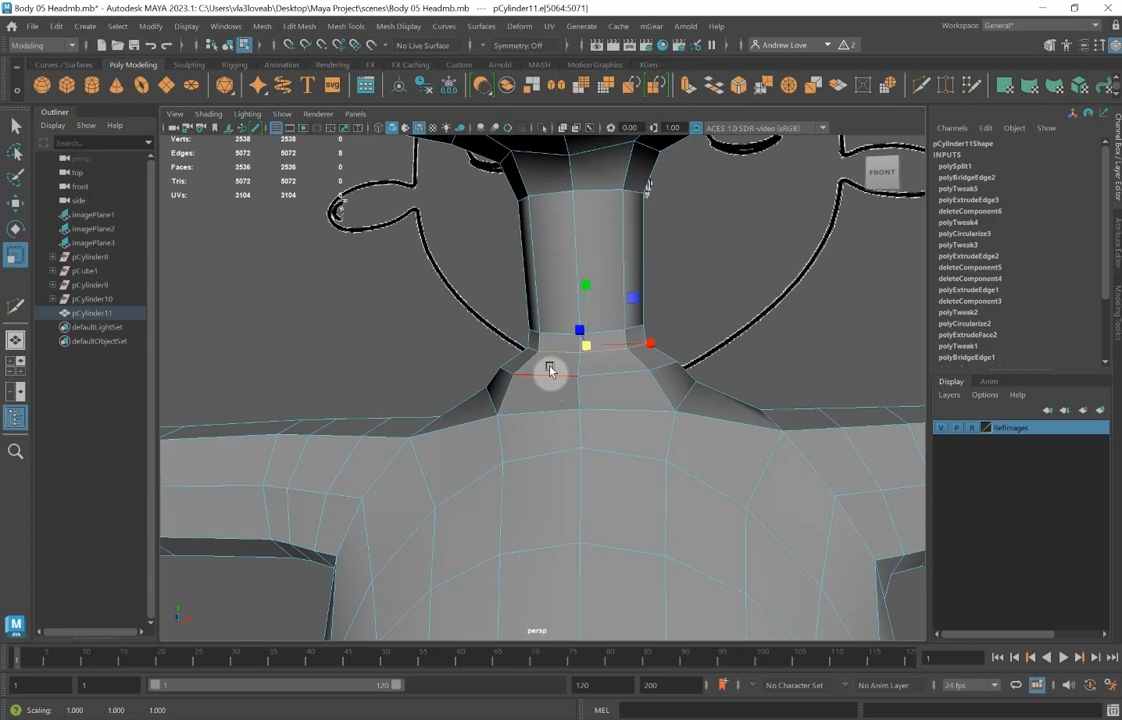 Body 05 Headmb.mb* - Autodesk MAYA 2023.1: C:\Users\vla3loveab\Desktop\Maya Project\scenes\Body 05 Headmb.mb --- pCylinder11.e[5064:5071]
File Edit Create Select Modify Display Windows Mesh Edit Mesh Mesh Tools Mesh Display Curves Surfaces Deform UV Generate Cache mGear Arnold Help
Workspace: General*
Modeling No Live Surface Symmetry: Off Andrew Love 2
Curves / Surfaces Poly Modeling Sculpting Rigging Animation Rendering FX FX Caching Custom Arnold MASH Motion Graphics XGen
Outliner
Display Show Help
Search...
persp
top
front
side
imagePlane1
imagePlane2
imagePlane3
pCylinder8
pCube1
pCylinder9
pCylinder10
pCylinder11
defaultLightSet
defaultObjectSet
View Shading Lighting Show Renderer Panels
0.00 1.00 ACES 1.0 SDR-video (sRGB)
Verts: 2538 2538 0
Edges: 5072 5072 8
Faces: 2536 2536 0
Tris: 5072 5072 0
UVs: 3104 3104 0
FRONT
persp
Channels Edit Object Show
pCylinder11Shape
INPUTS
polySplit1
polyBridgeEdge2
polyTweak5
polyExtrudeEdge3
deleteComponent6
polyTweak4
polyCircularize3
polyTweak3
polyExtrudeEdge2
deleteComponent5
polyExtrudeEdge1
deleteComponent3
polyTweak2
polyCircularize2
polyTweak1
polyBridgeEdge1
Display Anim
Layers Options Help
V P R RefImages
Channel Box / Layer Editor
Attribute Editor
Modeling Toolkit
5 10 15 20 25 30 35 40 45 50 55 60 65 70 75 80 85 90 95 100 105 110 115 120
1
1 1 1 120 120 200 No Character Set No Anim Layer 24 fps
Scaling: 1.000 1.000 1.000 MEL